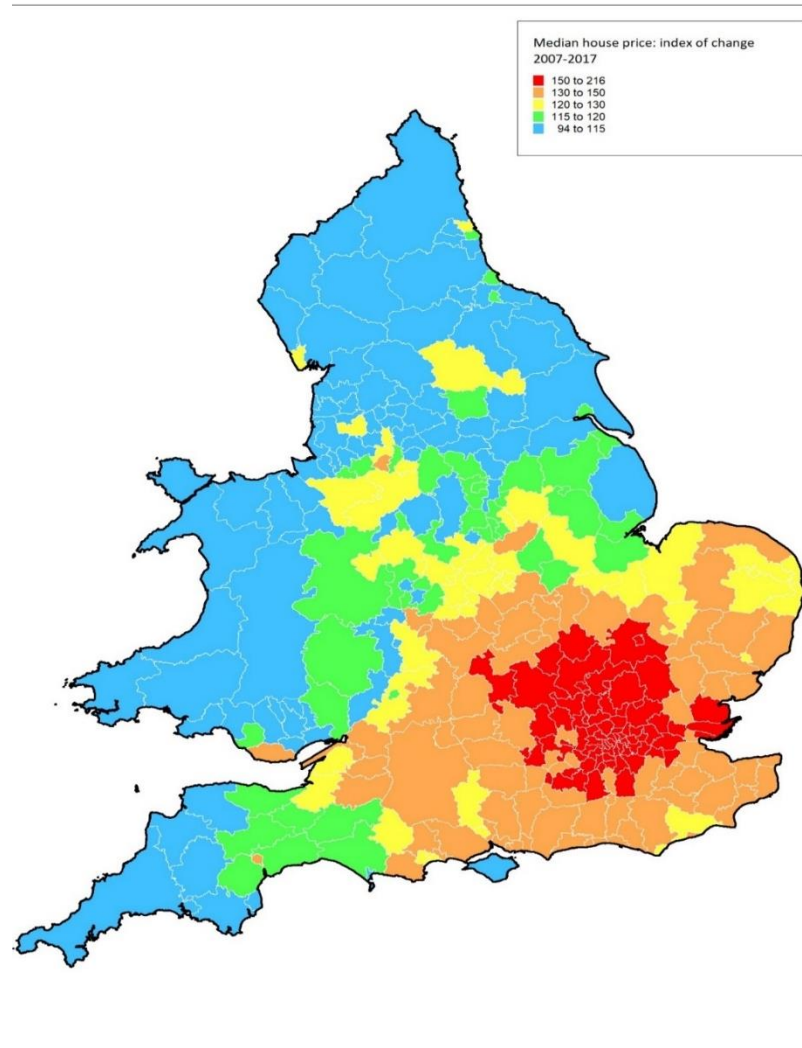 Median house price: index of change
2007-2017
150 to 216
130 to 150
120 to 130
115 to 120
94 to 115